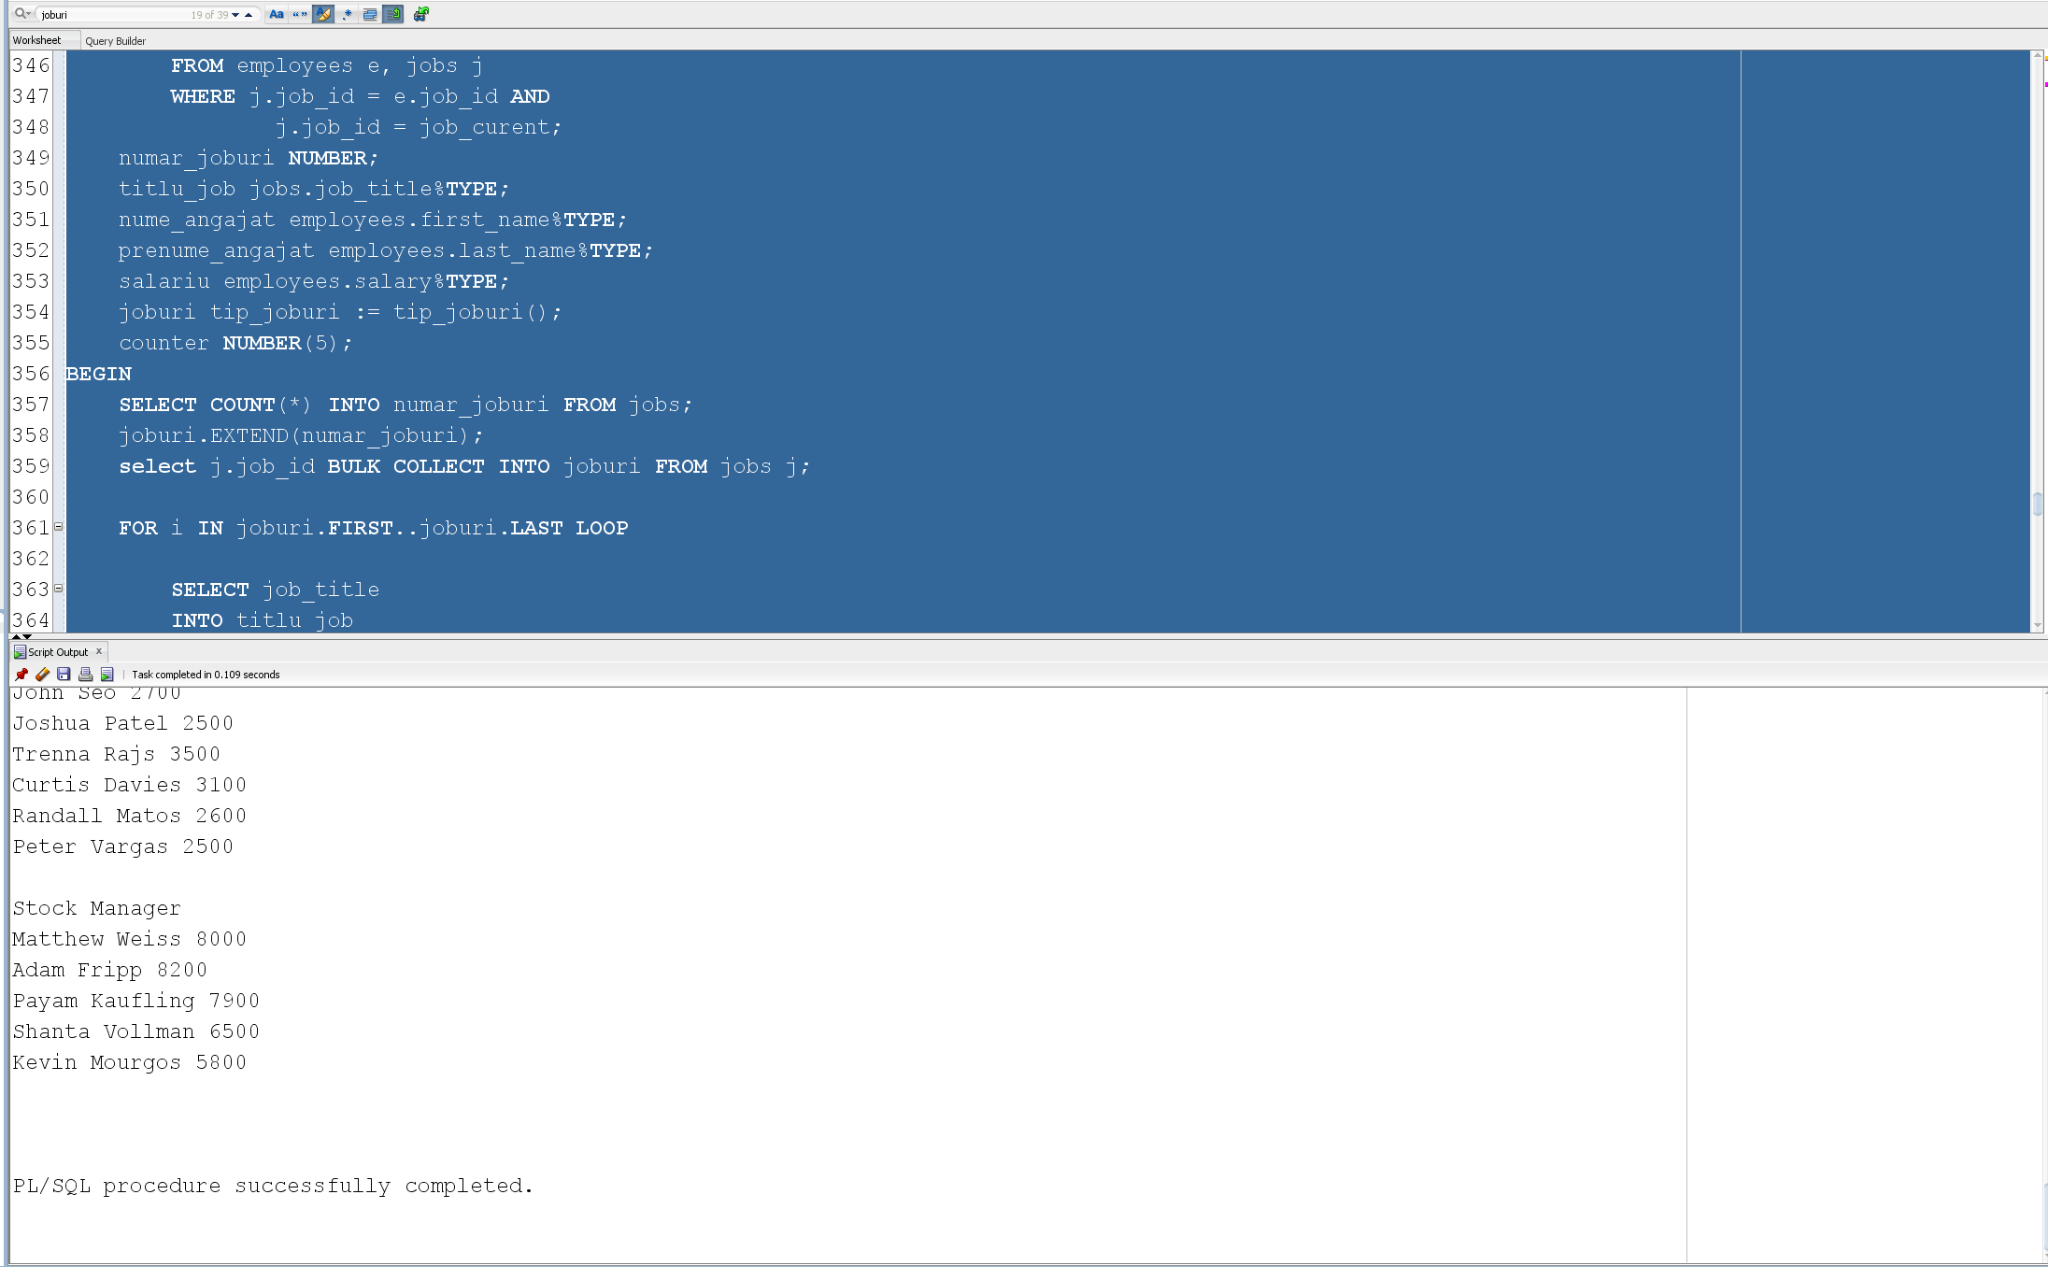 joburi 19 of 39 Aa “”  .*
Worksheet Query Builder
346 FROM employees e, jobs j
347 WHERE j.job_id = e.job_id AND
348 j.job_id = job_curent;
349 numar_joburi NUMBER;
350 titlu_job jobs.job_title%TYPE;
351 nume_angajat employees.first_name%TYPE;
352 prenume_angajat employees.last_name%TYPE;
353 salariu employees.salary%TYPE;
354 joburi tip_joburi := tip_joburi();
355 counter NUMBER(5);
356 BEGIN
357 SELECT COUNT(*) INTO numar_joburi FROM jobs;
358 joburi.EXTEND(numar_joburi);
359 select j.job_id BULK COLLECT INTO joburi FROM jobs j;
360
361 FOR i IN joburi.FIRST..joburi.LAST LOOP
362
363 SELECT job_title
364 INTO titlu_job
Script Output x
Task completed in 0.109 seconds
John Seo 2700
Joshua Patel 2500
Trenna Rajs 3500
Curtis Davies 3100
Randall Matos 2600
Peter Vargas 2500
Stock Manager
Matthew Weiss 8000
Adam Fripp 8200
Payam Kaufling 7900
Shanta Vollman 6500
Kevin Mourgos 5800
PL/SQL procedure successfully completed.